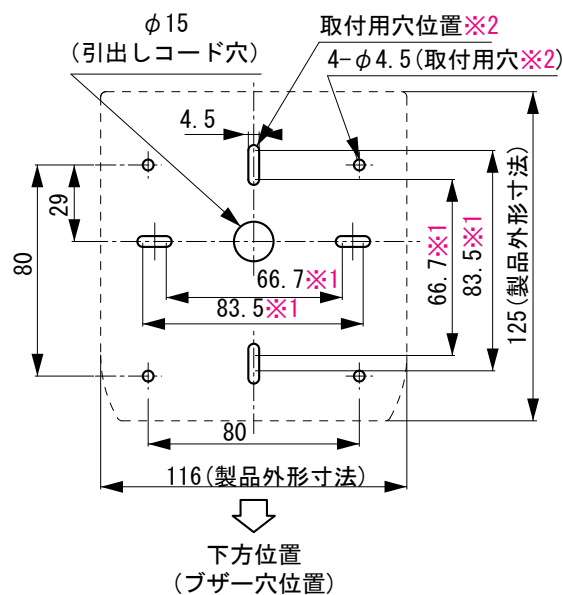 φ15
(引出しコード穴)
取付用穴位置※2
4-φ4.5(取付用穴※2)
4.5
29
80
66.7※1
83.5※1
66.7※1
83.5※1
125(製品外形寸法)
80
116(製品外形寸法)
下方位置
(ブザー穴位置)